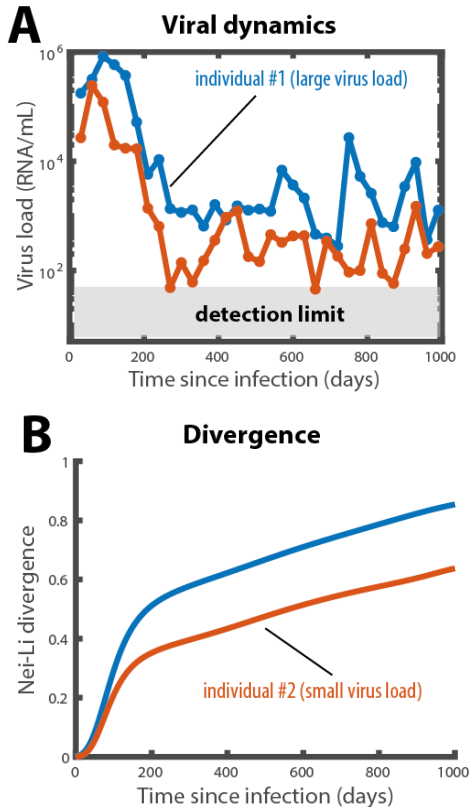 A
Viral dynamics
Virus load (RNA/mL)
10^6
10^4
10^2
individual #1 (large virus load)
detection limit
0 200 400 600 800 1000
Time since infection (days)
B
Divergence
Nei-Li divergence
1
0.8
0.6
0.4
0.2
0
individual #2 (small virus load)
0 200 400 600 800 1000
Time since infection (days)